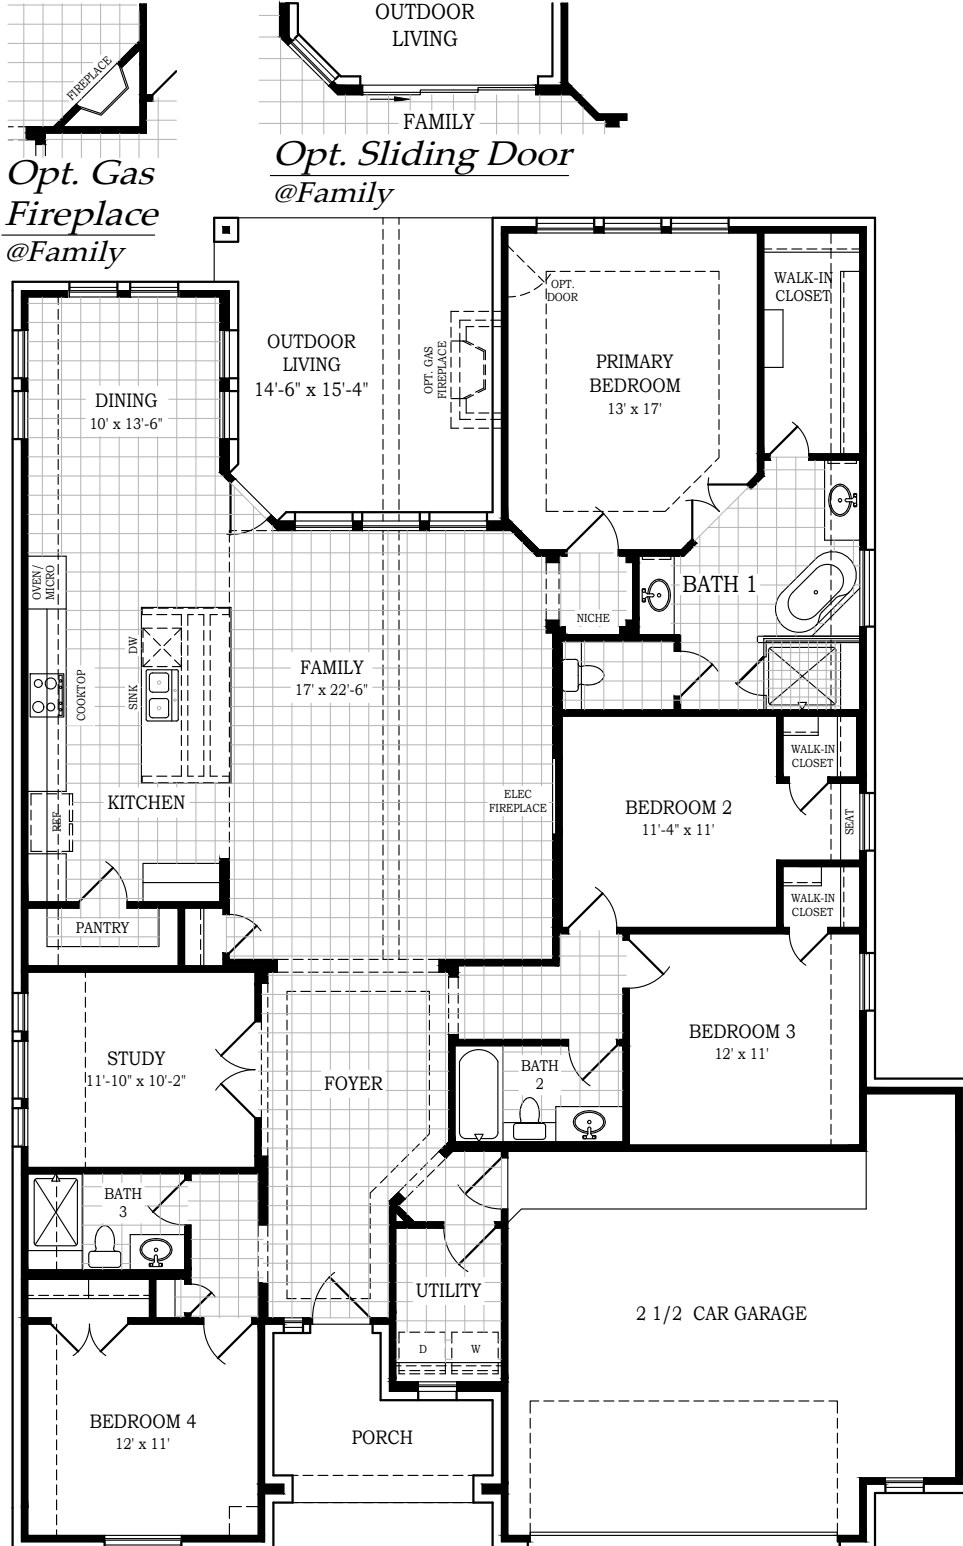 FIREPLACE
Opt. Gas
Fireplace
@Family
OUTDOOR
LIVING
FAMILY
Opt. Sliding Door
@Family
WALK-IN
CLOSET
OPT.
DOOR
OUTDOOR
LIVING
14'-6" x 15'-4"
OPT. GAS
FIREPLACE
PRIMARY
BEDROOM
13' x 17'
DINING
10' x 13'-6"
OVEN/
MICRO
BATH 1
NICHE
DW
SINK
COOKTOP
FAMILY
17' x 22'-6"
WALK-IN
CLOSET
KITCHEN
REF
ELEC
FIREPLACE
BEDROOM 2
11'-4" x 11'
SEAT
WALK-IN
CLOSET
PANTRY
STUDY
11'-10" x 10'-2"
FOYER
BATH
2
BEDROOM 3
12' x 11'
BATH
3
UTILITY
D
W
2 1/2 CAR GARAGE
BEDROOM 4
12' x 11'
PORCH